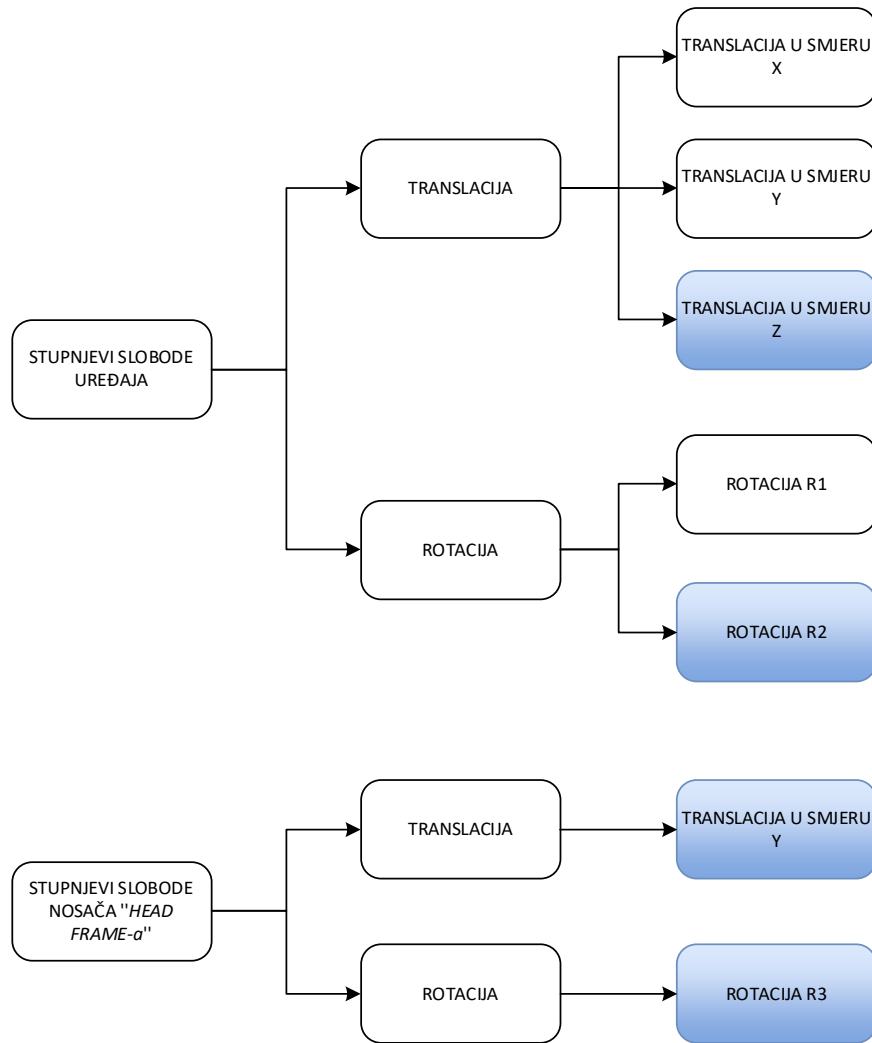 TRANSLACIJA U SMJERU
X
TRANSLACIJA
TRANSLACIJA U SMJERU
Y
TRANSLACIJA U SMJERU
Z
STUPNJEVI SLOBODE
UREĐAJA
ROTACIJA R1
ROTACIJA
ROTACIJA R2
TRANSLACIJA
TRANSLACIJA U SMJERU
Y
STUPNJEVI SLOBODE
NOSAČA "HEAD
FRAME-a"
ROTACIJA
ROTACIJA R3